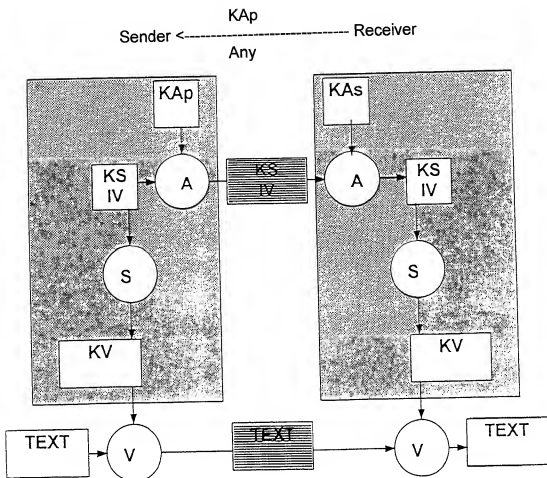 KAp
Sender Receiver
Any
KAp
KAs
KS
IV
A
KS
IV
A
KS
IV
S
S
KV
KV
TEXT
V
TEXT
V
TEXT